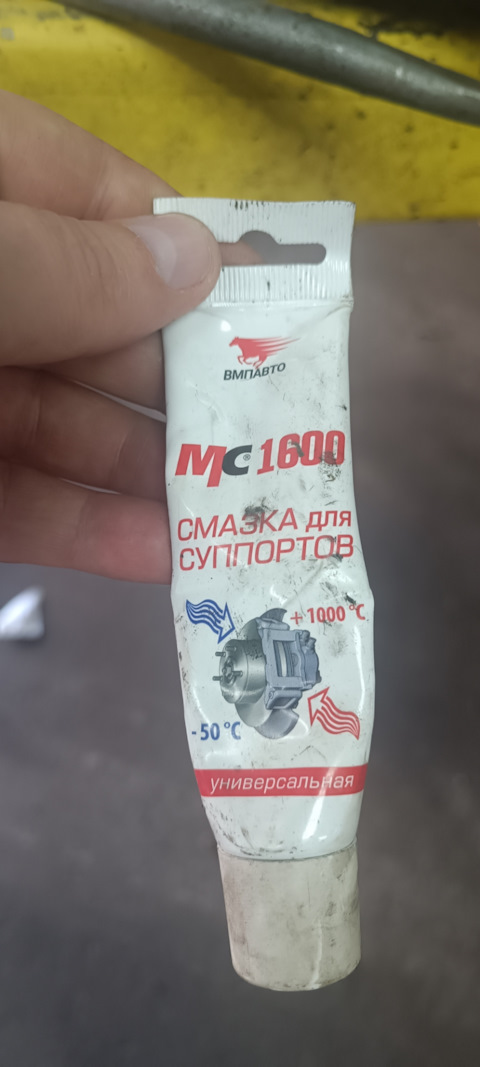 ВМПАВТО
МС® 1600
СМАЗКА для
СУППОРТОВ
+ 1000 °C
- 50 °C
универсальная